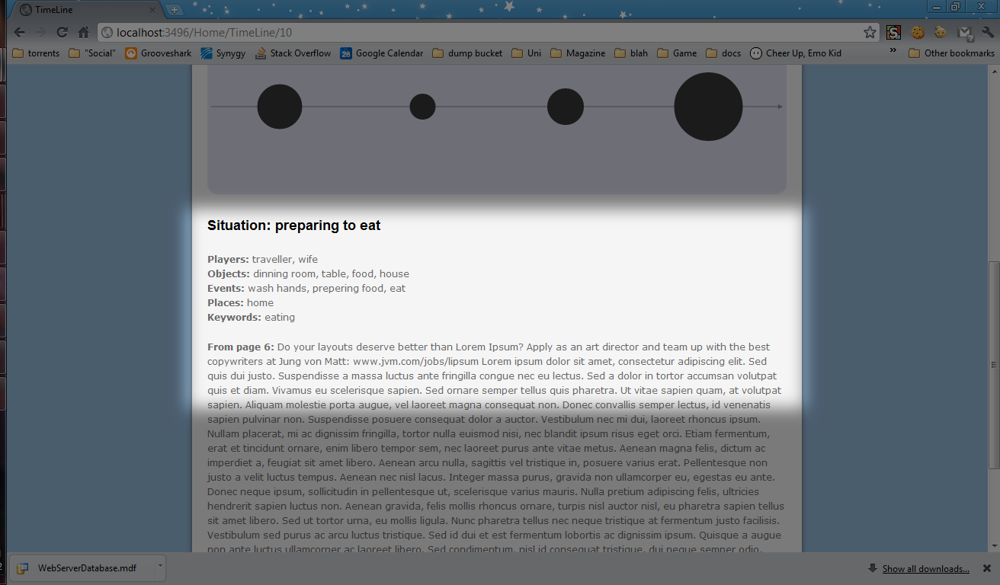 TimeLine
localhost:3496/Home/TimeLine/10
torrents "Social" Grooveshark Synygy Stack Overflow 26 Google Calendar dump bucket Uni Magazine blah Game docs Cheer Up, Emo Kid » Other bookmarks
Situation: preparing to eat
Players: traveller, wife
Objects: dinning room, table, food, house
Events: wash hands, prepering food, eat
Places: home
Keywords: eating
From page 6: Do your layouts deserve better than Lorem Ipsum? Apply as an art director and team up with the best
copywriters at Jung von Matt: www.jvm.com/jobs/lipsum Lorem ipsum dolor sit amet, consectetur adipiscing elit. Sed
quis dui justo. Suspendisse a massa luctus ante fringilla congue nec eu lectus. Sed a dolor in tortor accumsan volutpat
quis et diam. Vivamus eu scelerisque sapien. Sed ornare semper tellus quis pharetra. Ut vitae sapien quam, at volutpat
sapien. Aliquam molestie porta augue, vel laoreet magna consequat non. Donec convallis semper lectus, id venenatis
sapien pulvinar non. Suspendisse posuere consequat dolor a auctor. Vestibulum nec mi dui, laoreet rhoncus ipsum.
Nullam placerat, mi ac dignissim fringilla, tortor nulla euismod nisi, nec blandit ipsum risus eget orci. Etiam fermentum,
erat et tincidunt ornare, enim libero tempor sem, nec laoreet purus ante vitae metus. Aenean magna felis, dictum ac
imperdiet a, feugiat sit amet libero. Aenean arcu nulla, sagittis vel tristique in, posuere varius erat. Pellentesque non
justo a velit luctus tempus. Aenean nec nisl lacus. Integer massa purus, gravida non ullamcorper eu, egestas eu ante.
Donec neque ipsum, sollicitudin in pellentesque ut, scelerisque varius mauris. Nulla pretium adipiscing felis, ultricies
hendrerit sapien luctus non. Aenean gravida, felis mollis rhoncus ornare, turpis nisl auctor nisl, eu pharetra sapien tellus
sit amet libero. Sed ut tortor urna, eu mollis ligula. Nunc pharetra tellus nec neque tristique at fermentum justo facilisis.
Vestibulum sed purus ac arcu luctus tristique. Sed id dui et est fermentum lobortis ac dignissim ipsum. Quisque a augue
non ante luctus ullamcorper ac laoreet libero. Sed condimentum, nisl id consequat tristique, dui neque semper odio,
WebServerDatabase.mdf
Show all downloads...